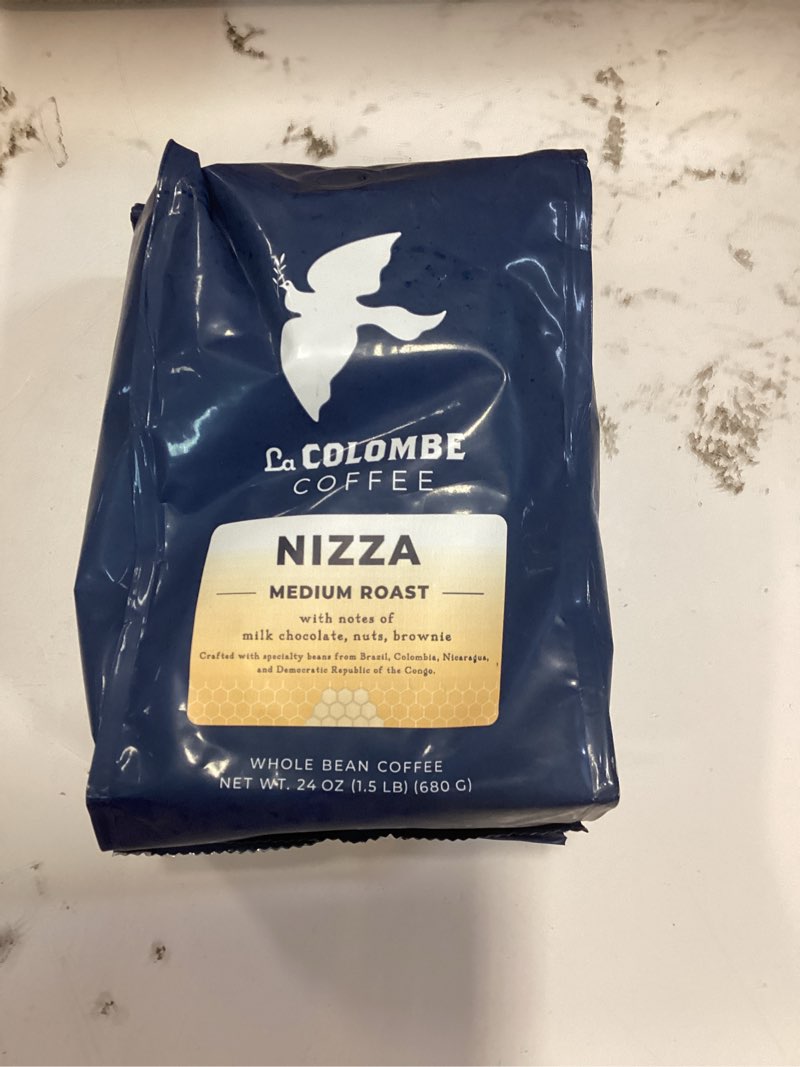 La COLOMBE
COFFEE
NIZZA
MEDIUM ROAST
with notes of
milk chocolate, nuts, brownie
Crafted with specialty beans from Brazil, Colombia, Nicaragua,
and Democratic Republic of the Congo.
WHOLE BEAN COFFEE
NET WT. 24 OZ (1.5 LB) (680 G)